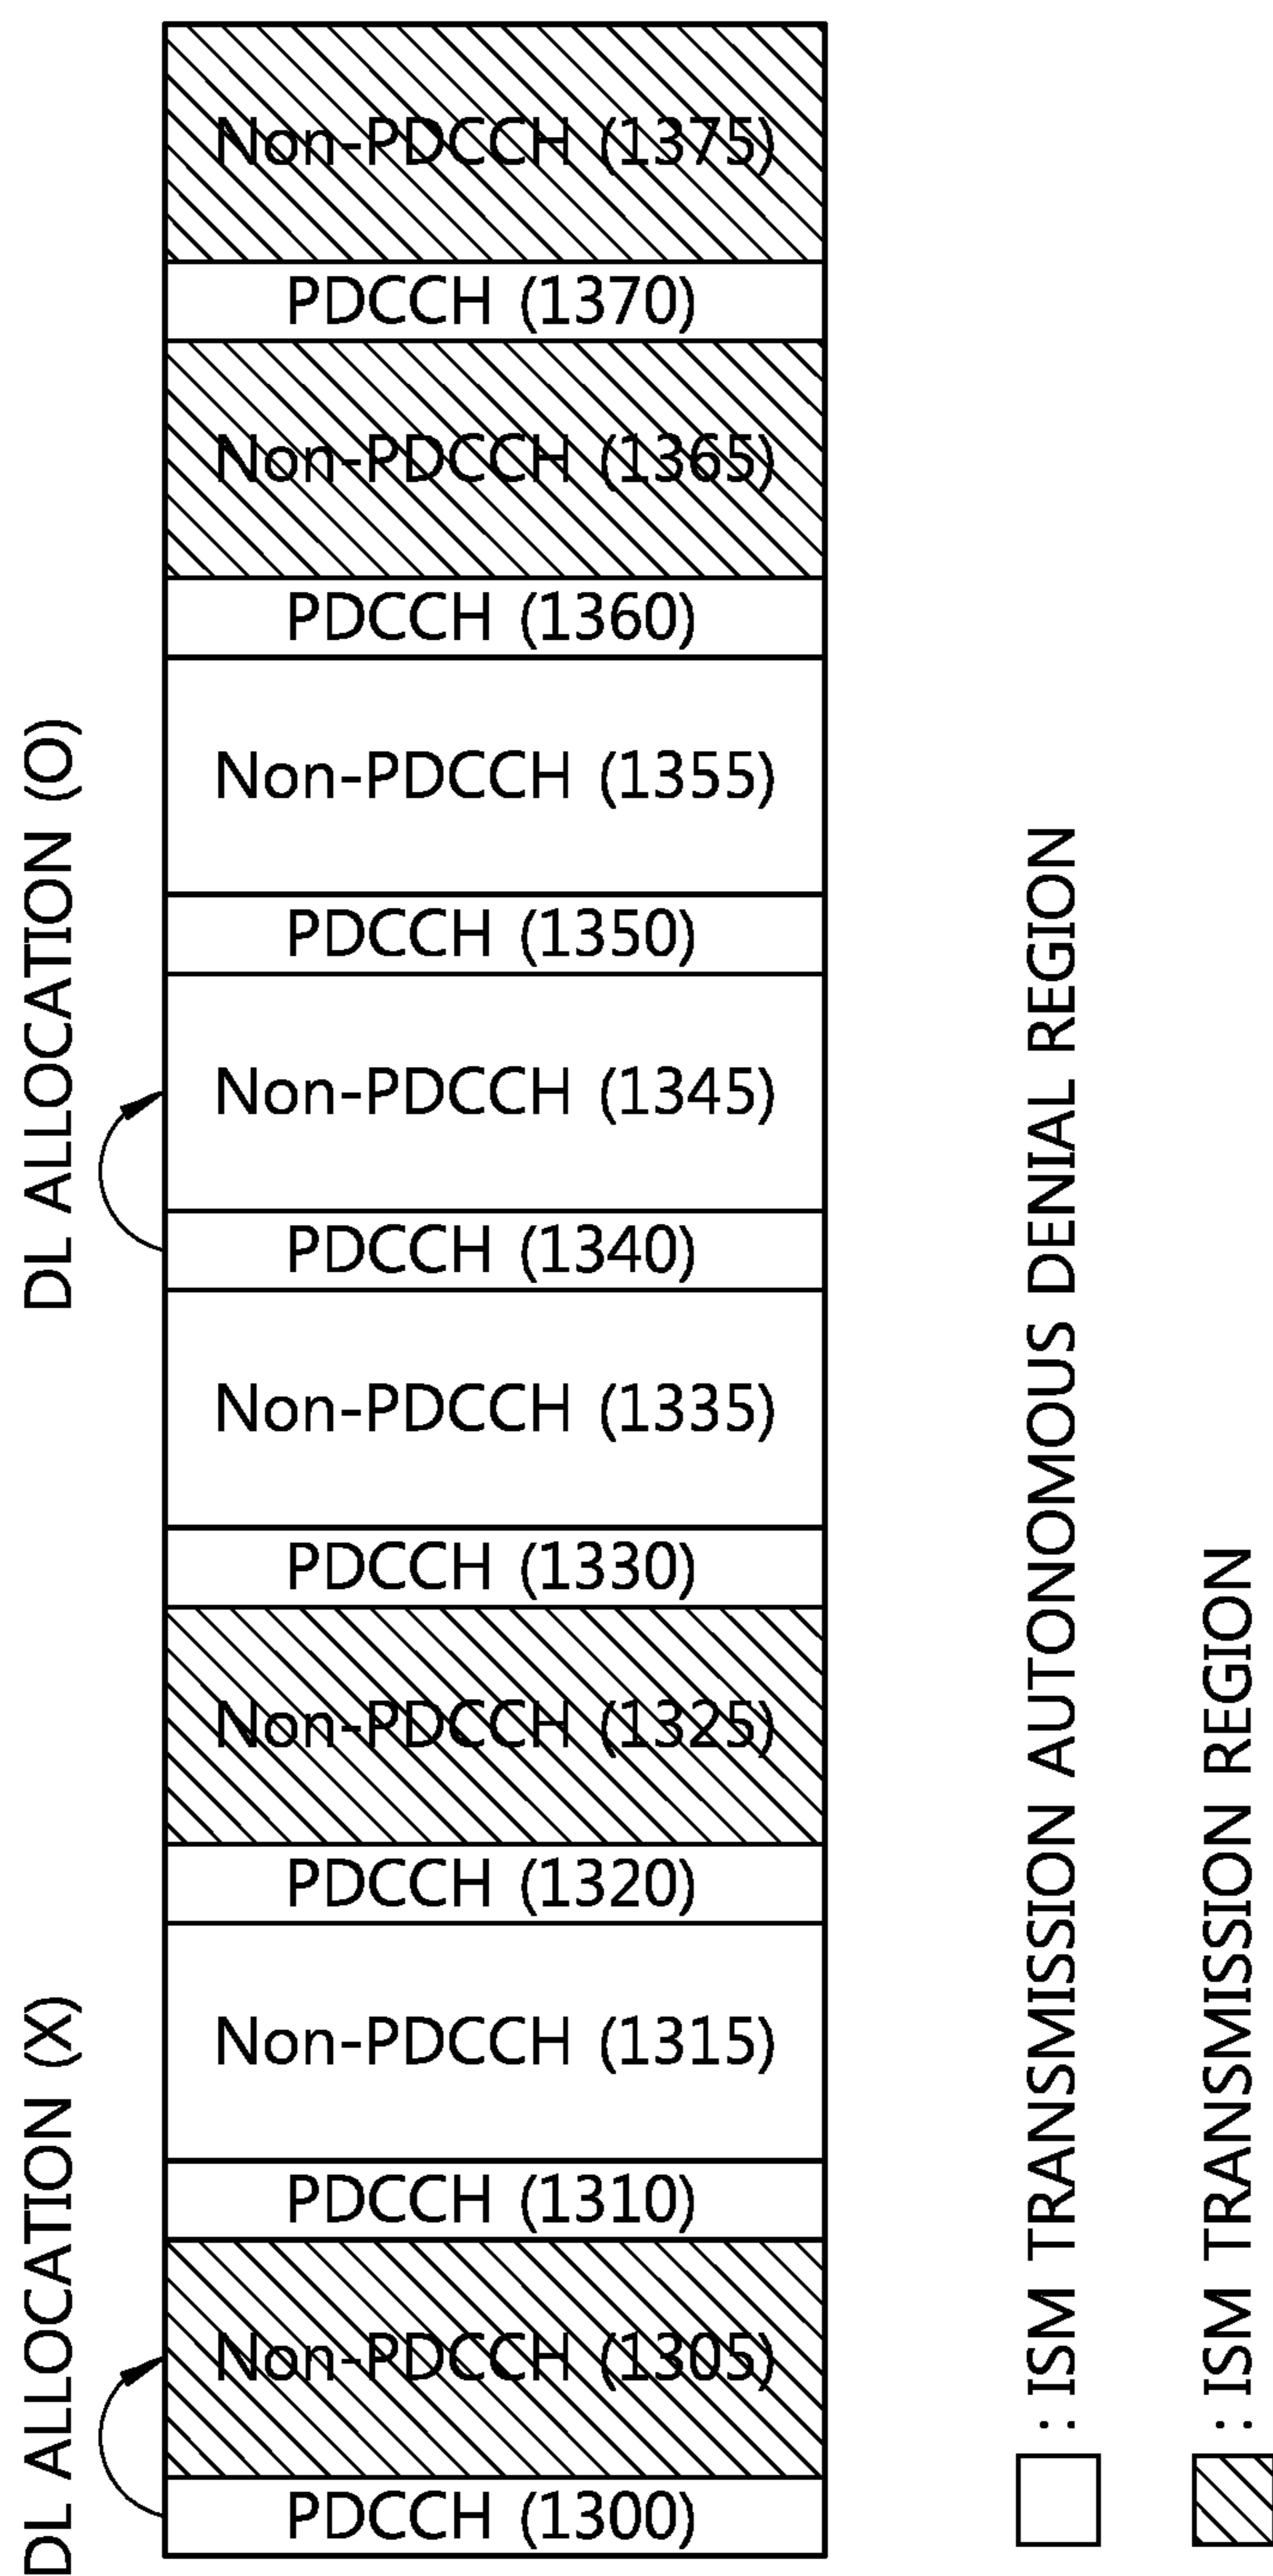 Non-PDCCH (1375)
PDCCH (1370)
Non-PDCCH (1365)
PDCCH (1360)
Non-PDCCH (1355)
PDCCH (1350)
Non-PDCCH (1345)
PDCCH (1340)
Non-PDCCH (1335)
PDCCH (1330)
Non-PDCCH (1325)
PDCCH (1320)
Non-PDCCH (1315)
PDCCH (1310)
Non-PDCCH (1305)
PDCCH (1300)
DL ALLOCATION (O)
DL ALLOCATION (X)
: ISM TRANSMISSION AUTONOMOUS DENIAL REGION
: ISM TRANSMISSION REGION